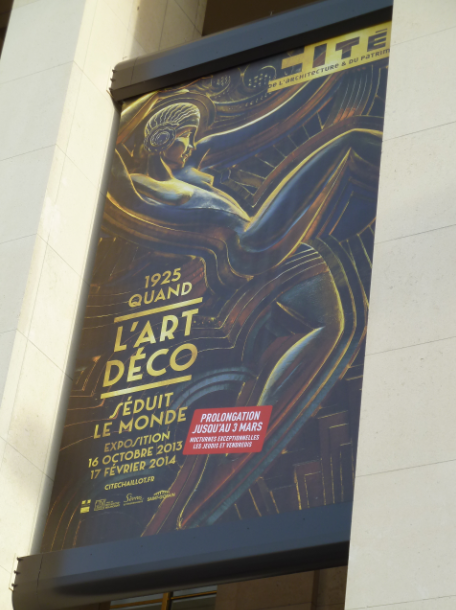 CITÉ
DE L'ARCHITECTURE & DU PATRIM
1925
QUAND
L'ART
DÉCO
SÉDUIT
LE MONDE
EXPOSITION
16 OCTOBRE 2013
17 FÉVRIER 2014
CITECHAILLOT.FR
PROLONGATION
JUSQU'AU 3 MARS
NOCTURNES EXCEPTIONNELLES
LES JEUDIS ET VENDREDIS